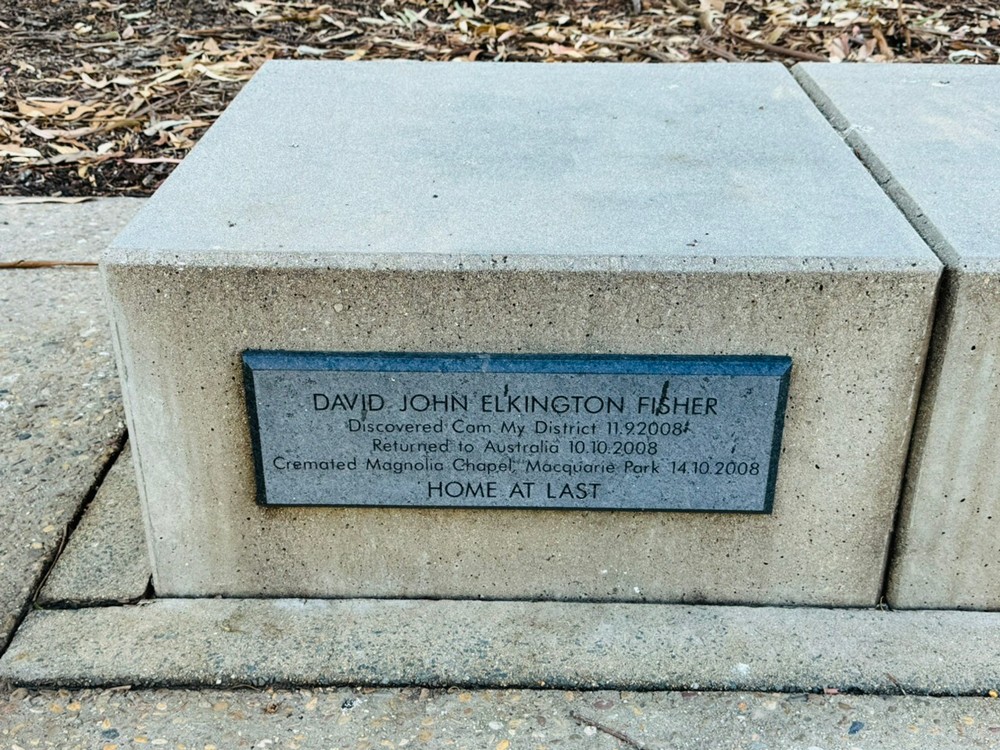 DAVID JOHN ELKINGTON FISHER
Discovered Cam My District 11.9.2008
Returned to Australia 10.10.2008
Cremated Magnolia Chapel, Macquarie Park 14.10.2008
HOME AT LAST